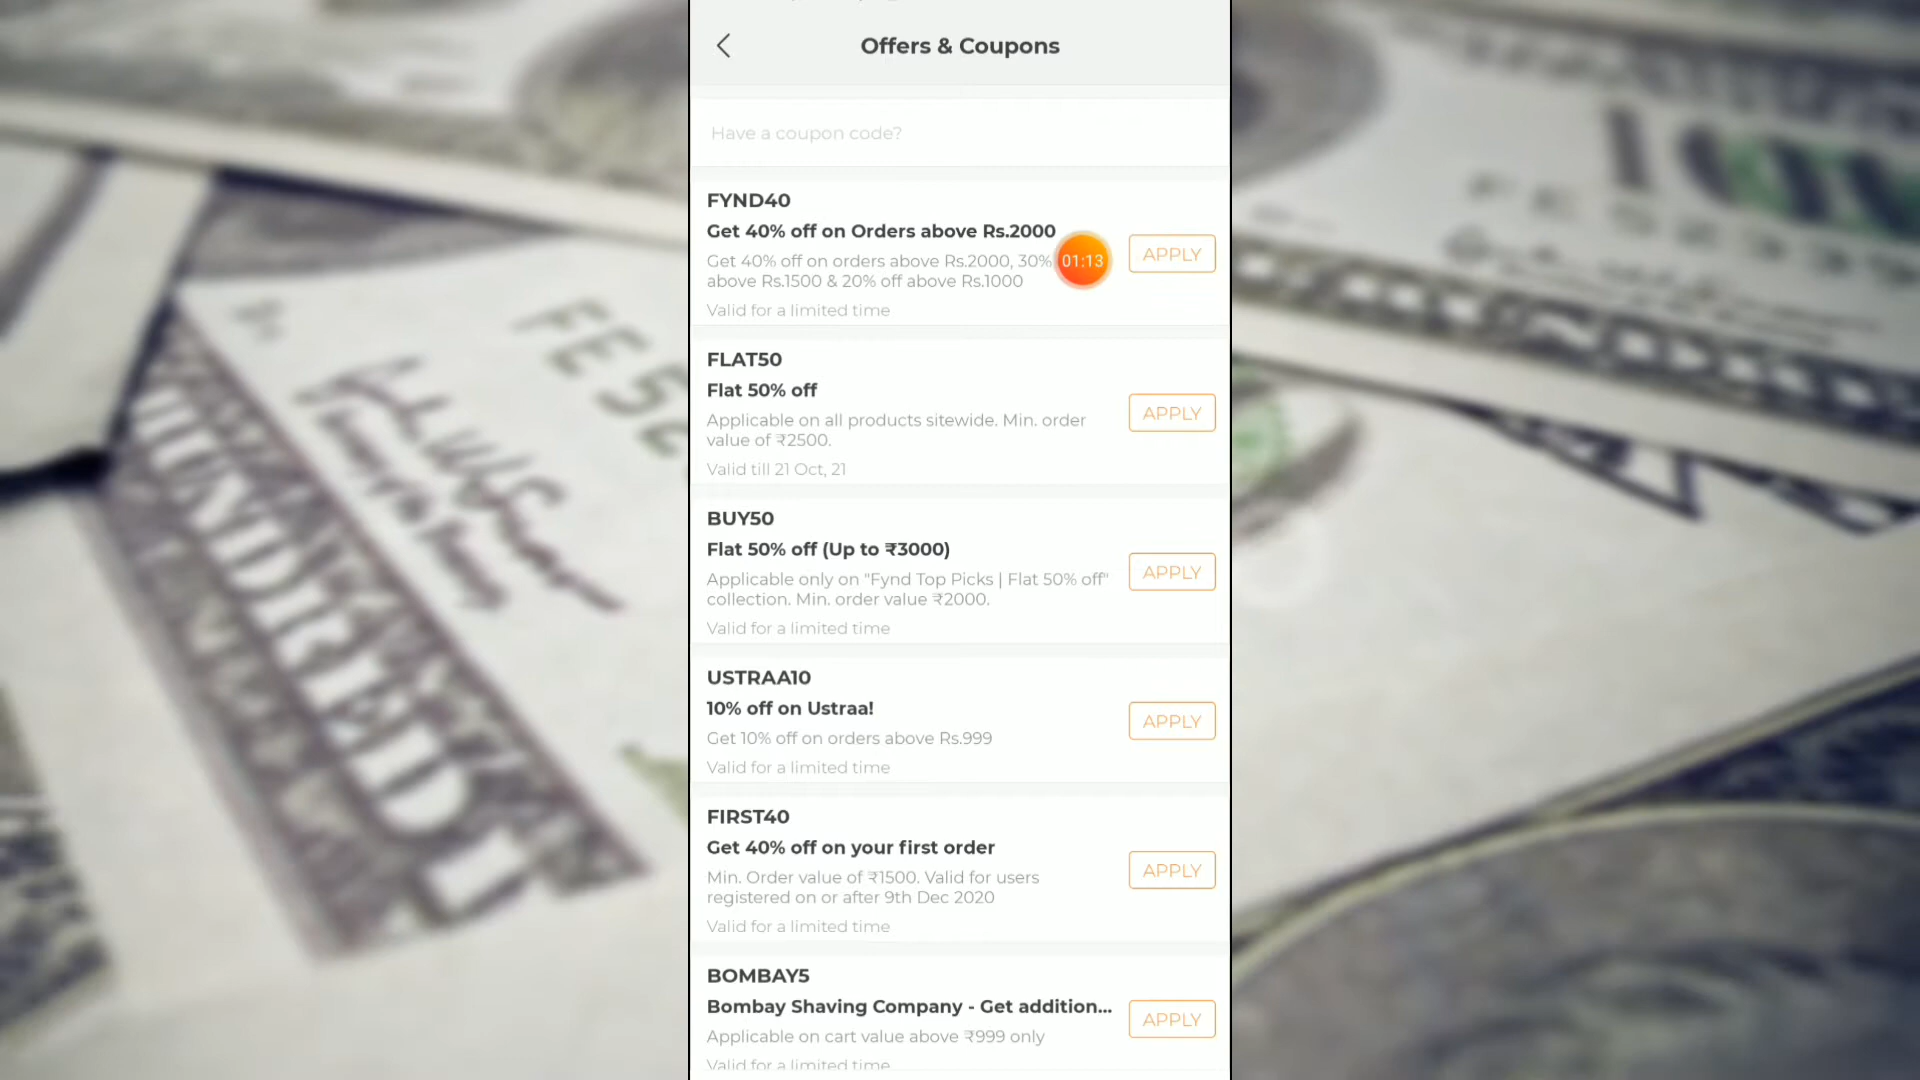 Offers & Coupons
Have a coupon code?
FYND40
Get 40% off on Orders above Rs.2000
Get 40% off on orders above Rs.2000, 30%
01:13
APPLY
above Rs.1500 & 20% off above Rs.1000
Valid for a limited time
FLAT50
Flat 50% off
APPLY
Applicable on all products sitewide. Min. order
value of ₹2500.
Valid till 21 Oct, 21
BUY50
Flat 50% off (Up to ₹3000)
APPLY
Applicable only on "Fynd Top Picks | Flat 50% off"
collection. Min. order value ₹2000.
Valid for a limited time
USTRAA10
10% off on Ustraa!
APPLY
Get 10% off on orders above Rs.999
Valid for a limited time
FIRST40
Get 40% off on your first order
APPLY
Min. Order value of ₹1500. Valid for users
registered on or after 9th Dec 2020
Valid for a limited time
BOMBAY5
Bombay Shaving Company - Get addition...
APPLY
Applicable on cart value above ₹999 only
Valid for a limited time
HUNDRED